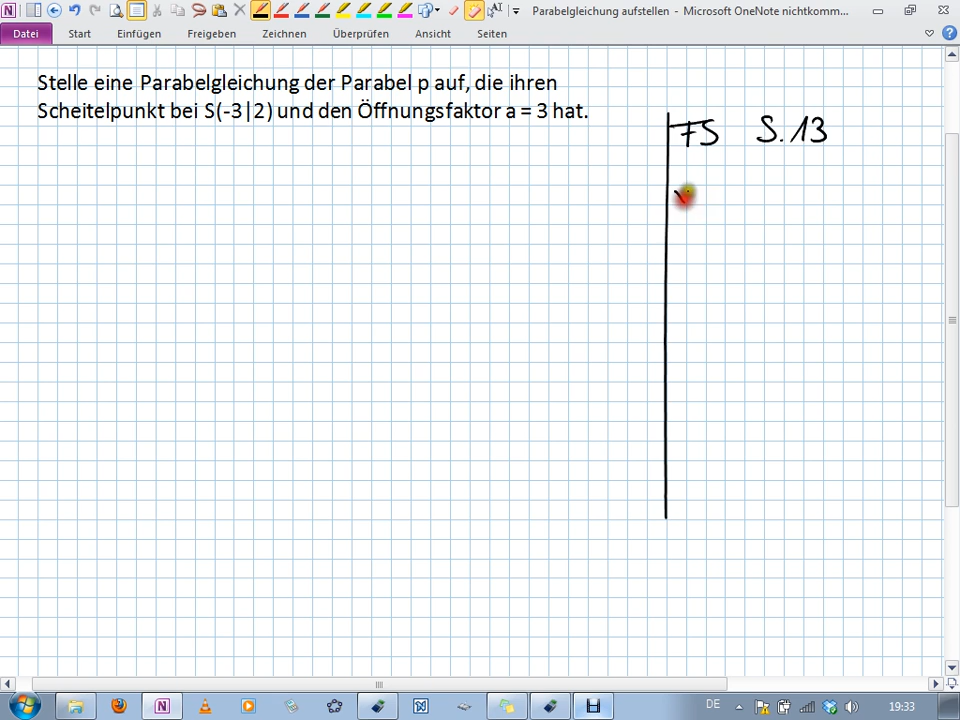 Parabelgleichung aufstellen - Microsoft OneNote nichtkomm...
Datei Start Einfügen Freigeben Zeichnen Überprüfen Ansicht Seiten
Stelle eine Parabelgleichung der Parabel p auf, die ihren
Scheitelpunkt bei S(-3|2) und den Öffnungsfaktor a = 3 hat.
FS S.13
DE 19:33